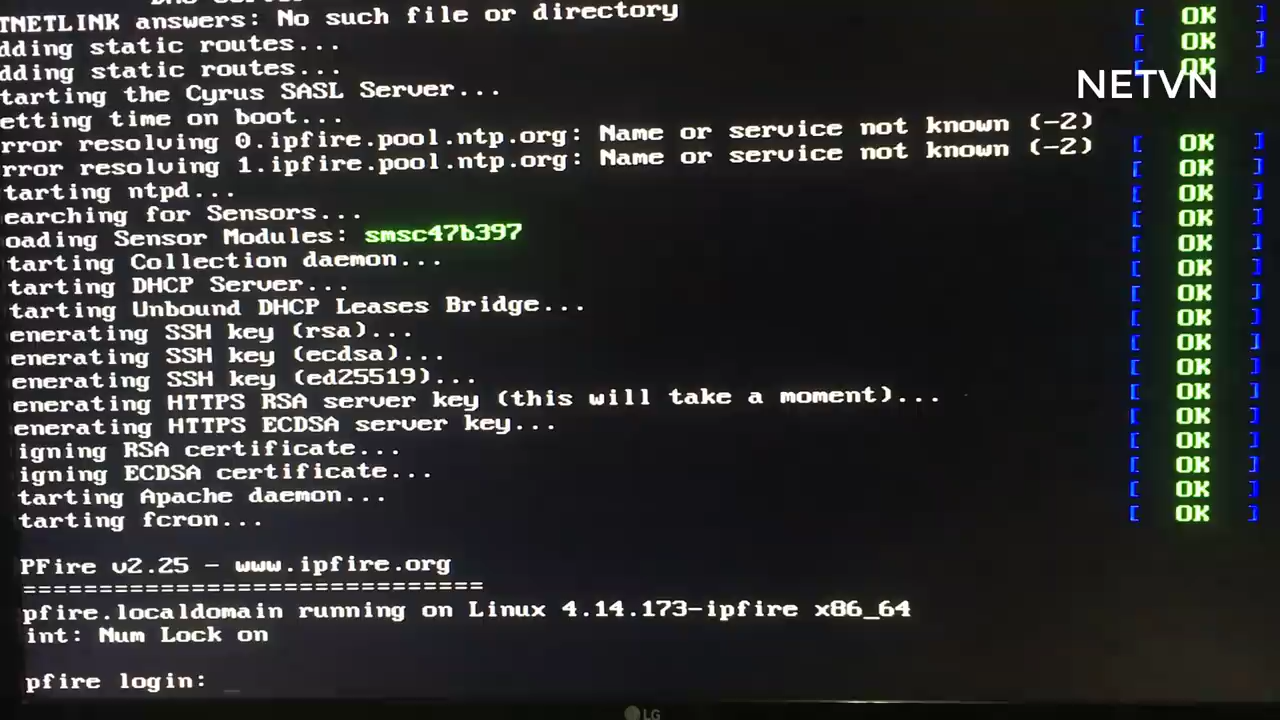 TNETLINK answers: No such file or directory [ OK ]
dding static routes... [ OK ]
dding static routes... [ OK ]
tarting the Cyrus SASL Server...
NETVN
etting time on boot...
rror resolving 0.ipfire.pool.ntp.org: Name or service not known (-2) [ OK ]
rror resolving 1.ipfire.pool.ntp.org: Name or service not known (-2) [ OK ]
tarting ntpd... [ OK ]
earching for Sensors... [ OK ]
oading Sensor Modules: smsc47b397 [ OK ]
tarting Collection daemon... [ OK ]
tarting DHCP Server... [ OK ]
tarting Unbound DHCP Leases Bridge... [ OK ]
enerating SSH key (rsa)... [ OK ]
enerating SSH key (ecdsa)... [ OK ]
enerating SSH key (ed25519)... [ OK ]
enerating HTTPS RSA server key (this will take a moment)... [ OK ]
enerating HTTPS ECDSA server key... [ OK ]
igning RSA certificate... [ OK ]
igning ECDSA certificate... [ OK ]
tarting Apache daemon... [ OK ]
tarting fcron... [ OK ]
PFire v2.25 - www.ipfire.org
==============================
pfire.localdomain running on Linux 4.14.173-ipfire x86_64
int: Num Lock on
pfire login: _
LG